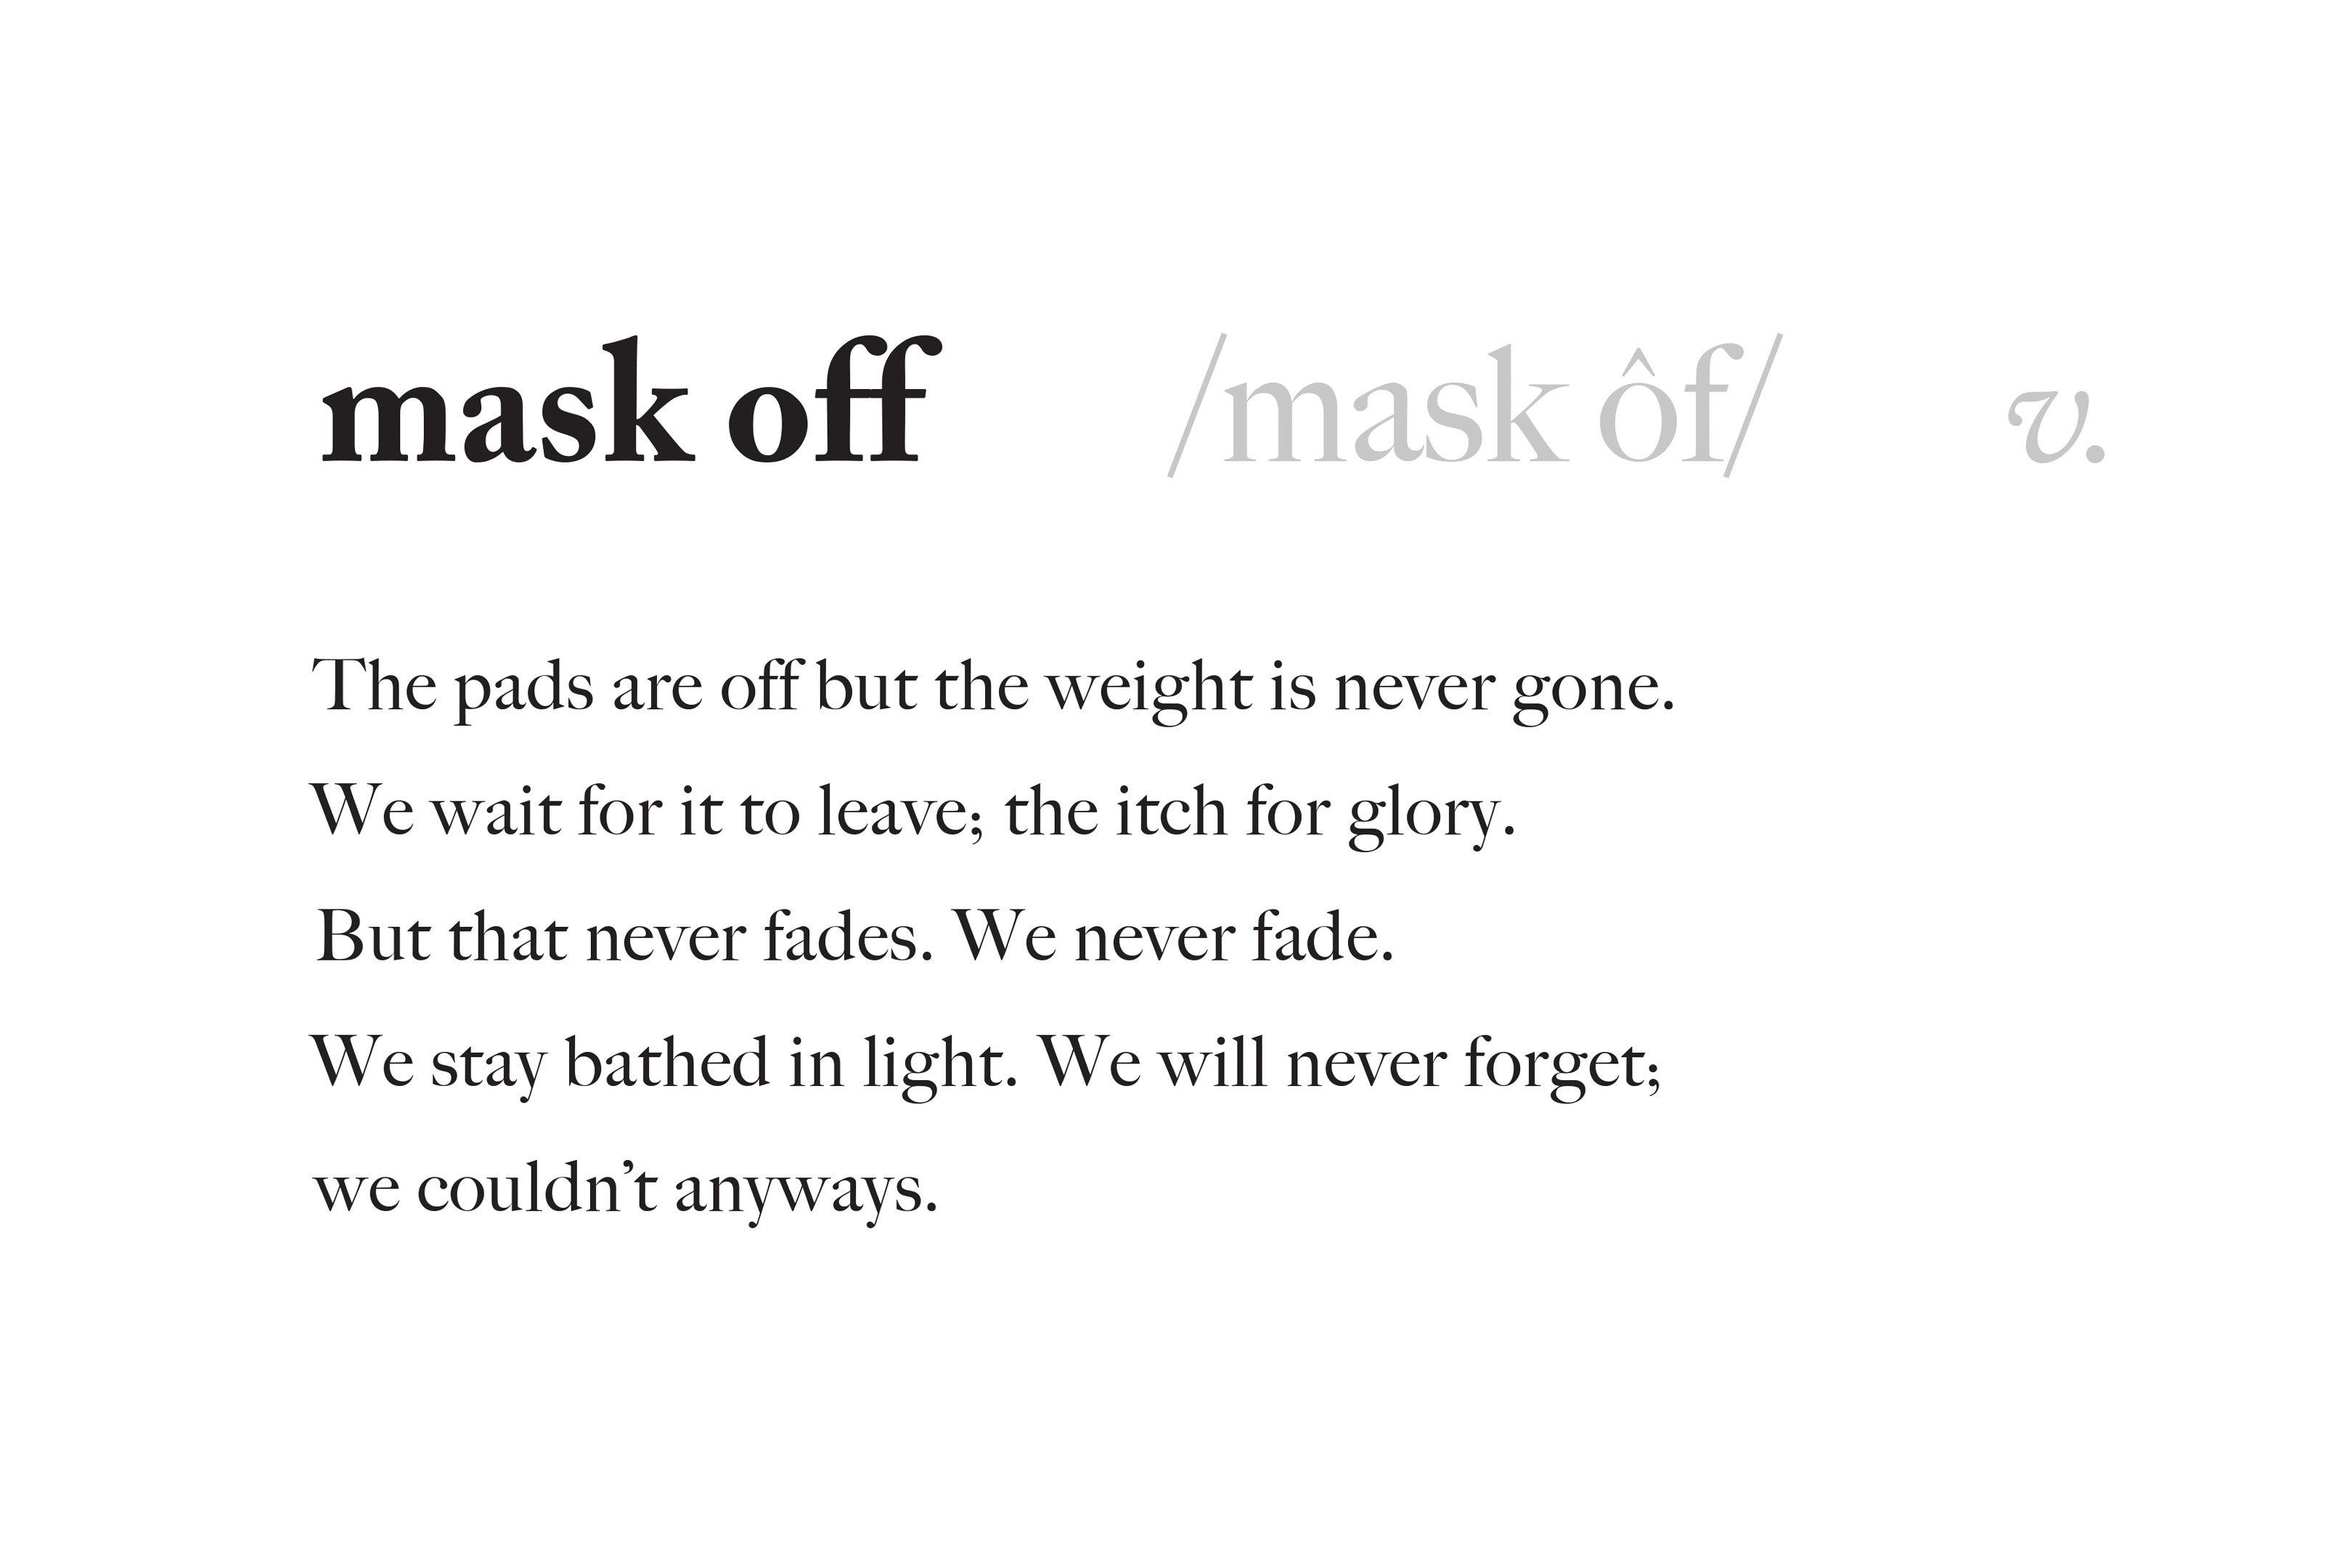 mask off /mask ôf/ v.
The pads are off but the weight is never gone.
We wait for it to leave; the itch for glory.
But that never fades. We never fade.
We stay bathed in light. We will never forget;
we couldn’t anyways.